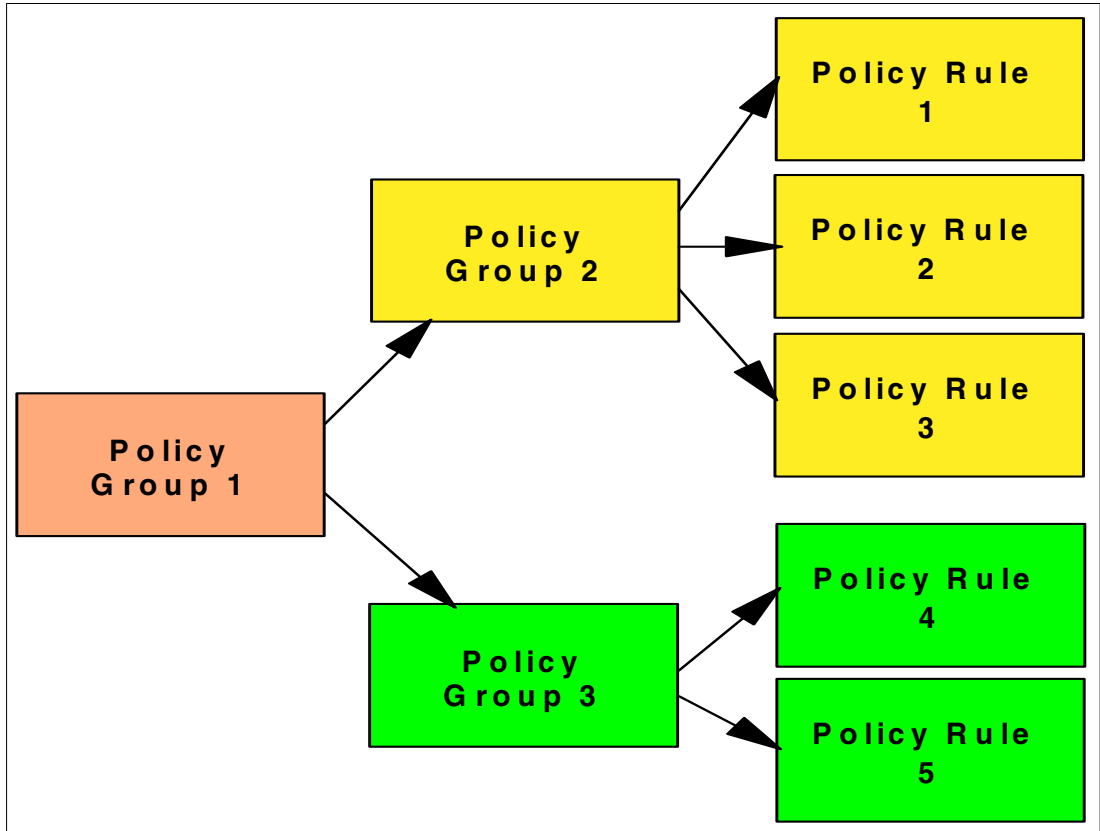 Policy Rule
1
Policy Rule
2
Policy Rule
3
Policy
Group 2
Policy
Group 1
Policy
Group 3
Policy Rule
4
Policy Rule
5